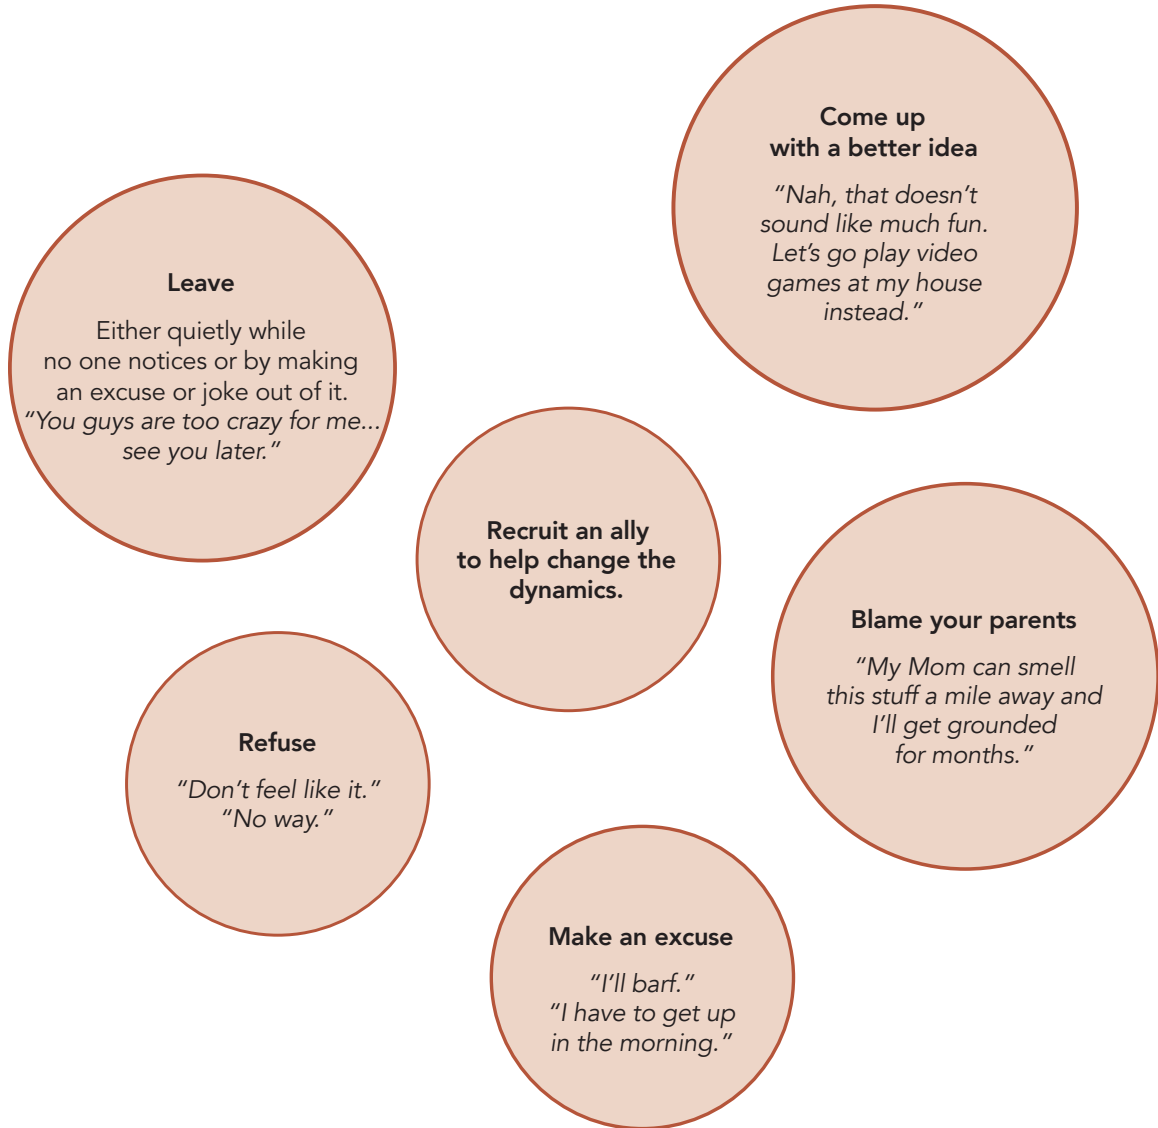 Come up
with a better idea
“Nah, that doesn’t
sound like much fun.
Let’s go play video
games at my house
instead.”
Leave
Either quietly while
no one notices or by making
an excuse or joke out of it.
“You guys are too crazy for me...
see you later.”
Recruit an ally
to help change the
dynamics.
Blame your parents
“My Mom can smell
this stuff a mile away and
I’ll get grounded
for months.”
Refuse
“Don’t feel like it.”
“No way.”
Make an excuse
“I’ll barf.”
“I have to get up
in the morning.”